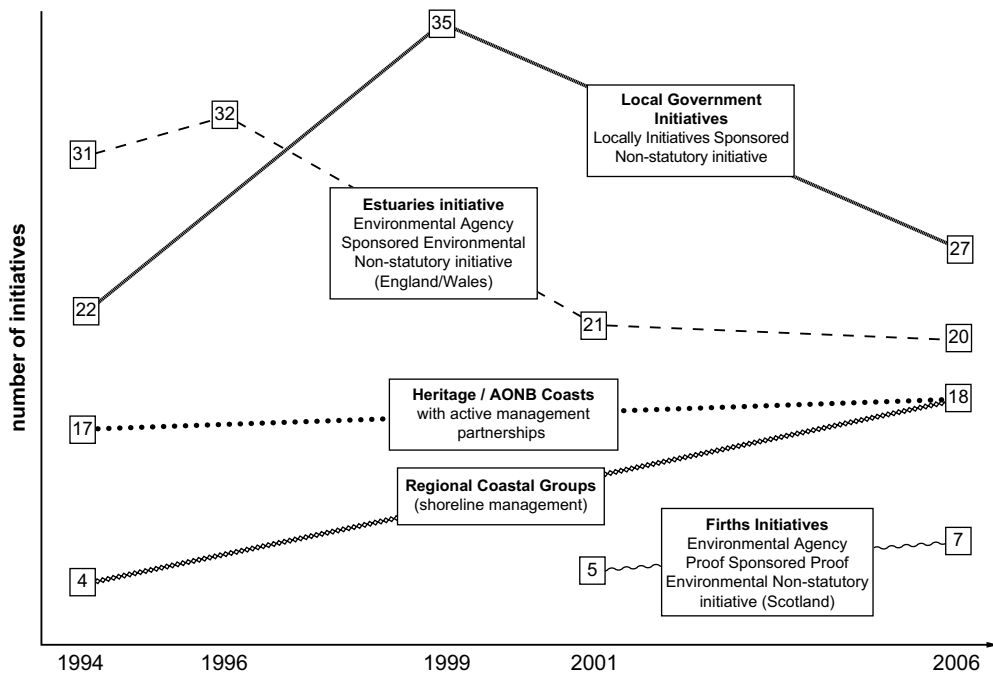 35
Local Government
Initiatives
Locally Initiatives Sponsored
Non-statutory initiative
32
31
Estuaries initiative
Environmental Agency
Sponsored Environmental
Non-statutory initiative
(England/Wales)
27
22
21
20
number of initiatives
Heritage / AONB Coasts
with active management
partnerships
18
17
Regional Coastal Groups
(shoreline management)
Firths Initiatives
Environmental Agency
Proof Sponsored Proof
Environmental Non-statutory
initiative (Scotland)
7
5
4
1994 1996 1999 2001 2006